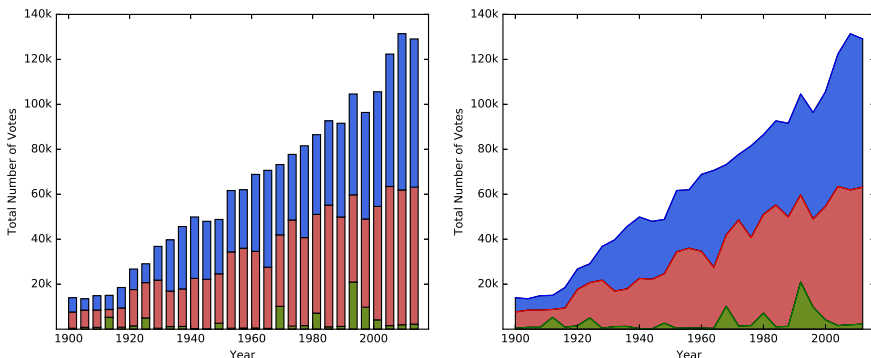 140k
120k
100k
80k
60k
40k
20k
Total Number of Votes
1900 1920 1940 1960 1980 2000
Year
140k
120k
100k
80k
60k
40k
20k
Total Number of Votes
1900 1920 1940 1960 1980 2000
Year